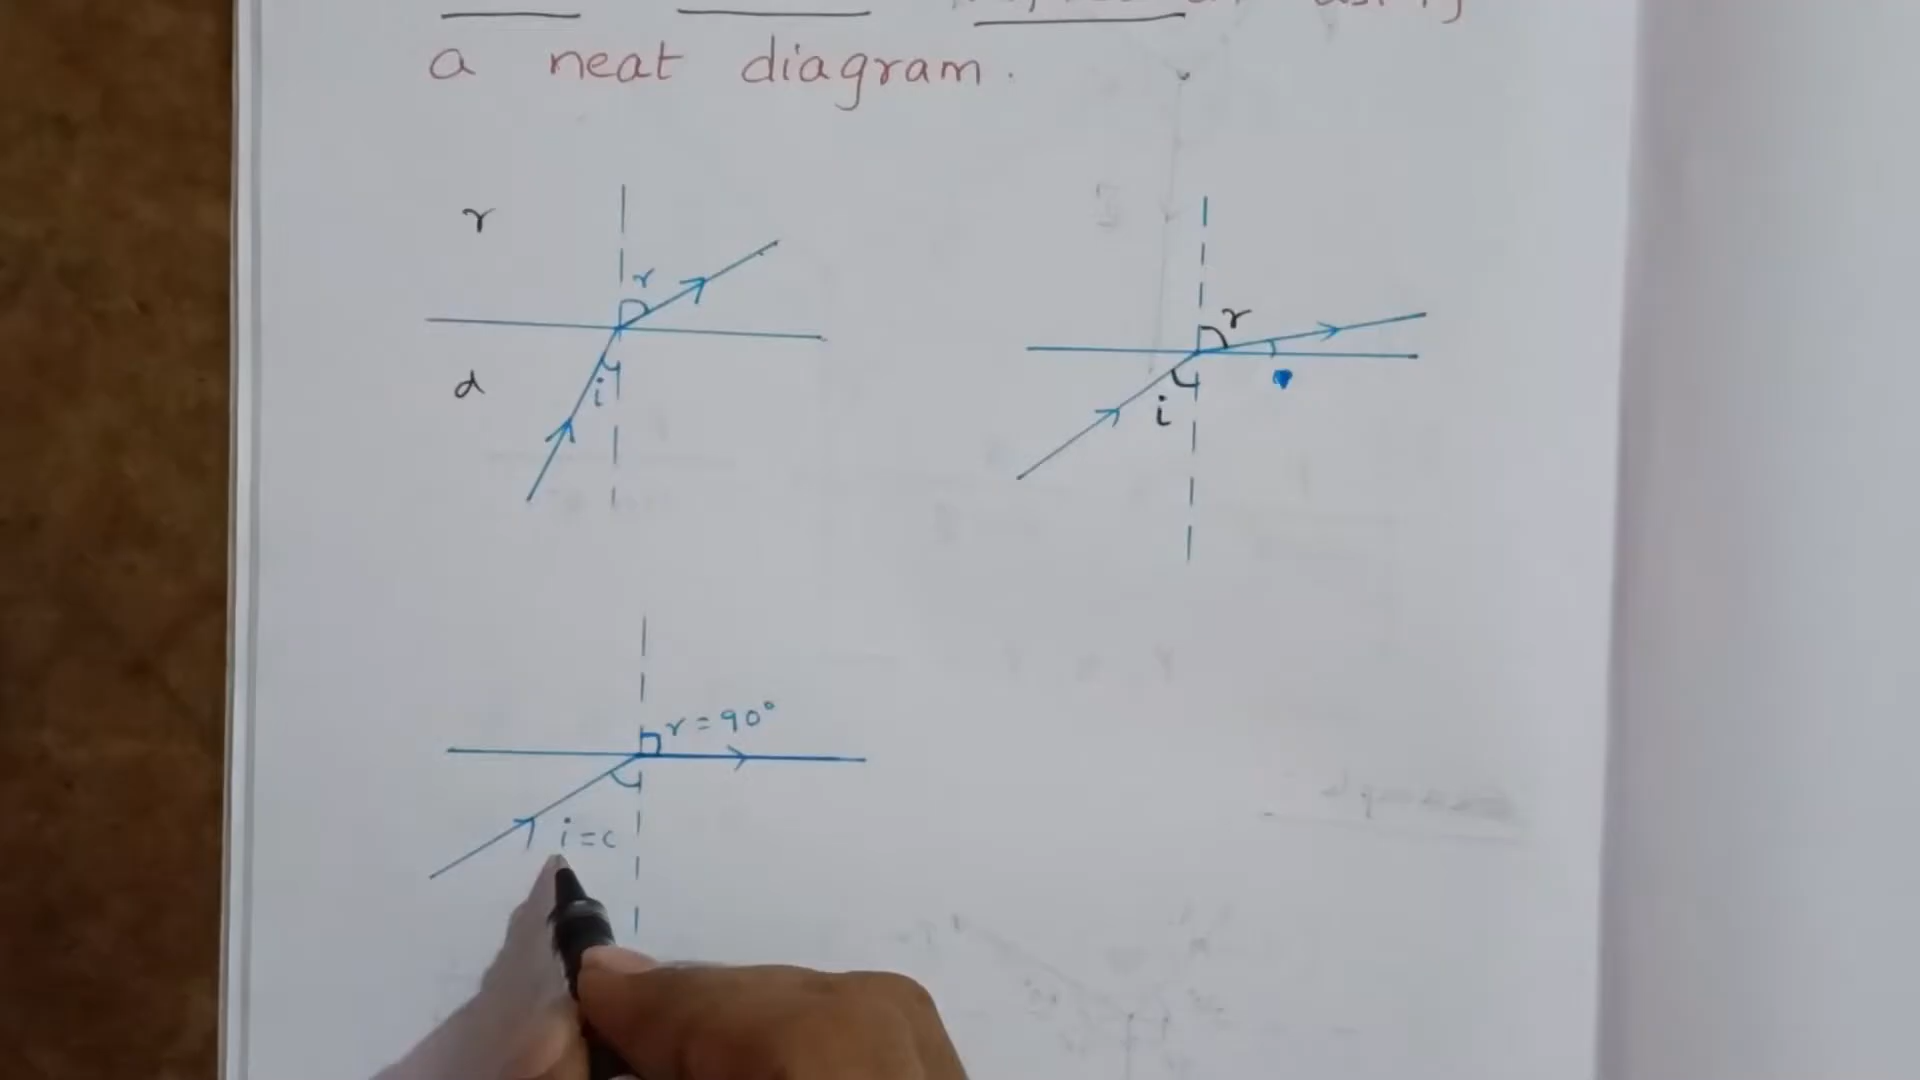 a neat diagram.
r
r
d
i
r
i
r = 90°
i = c